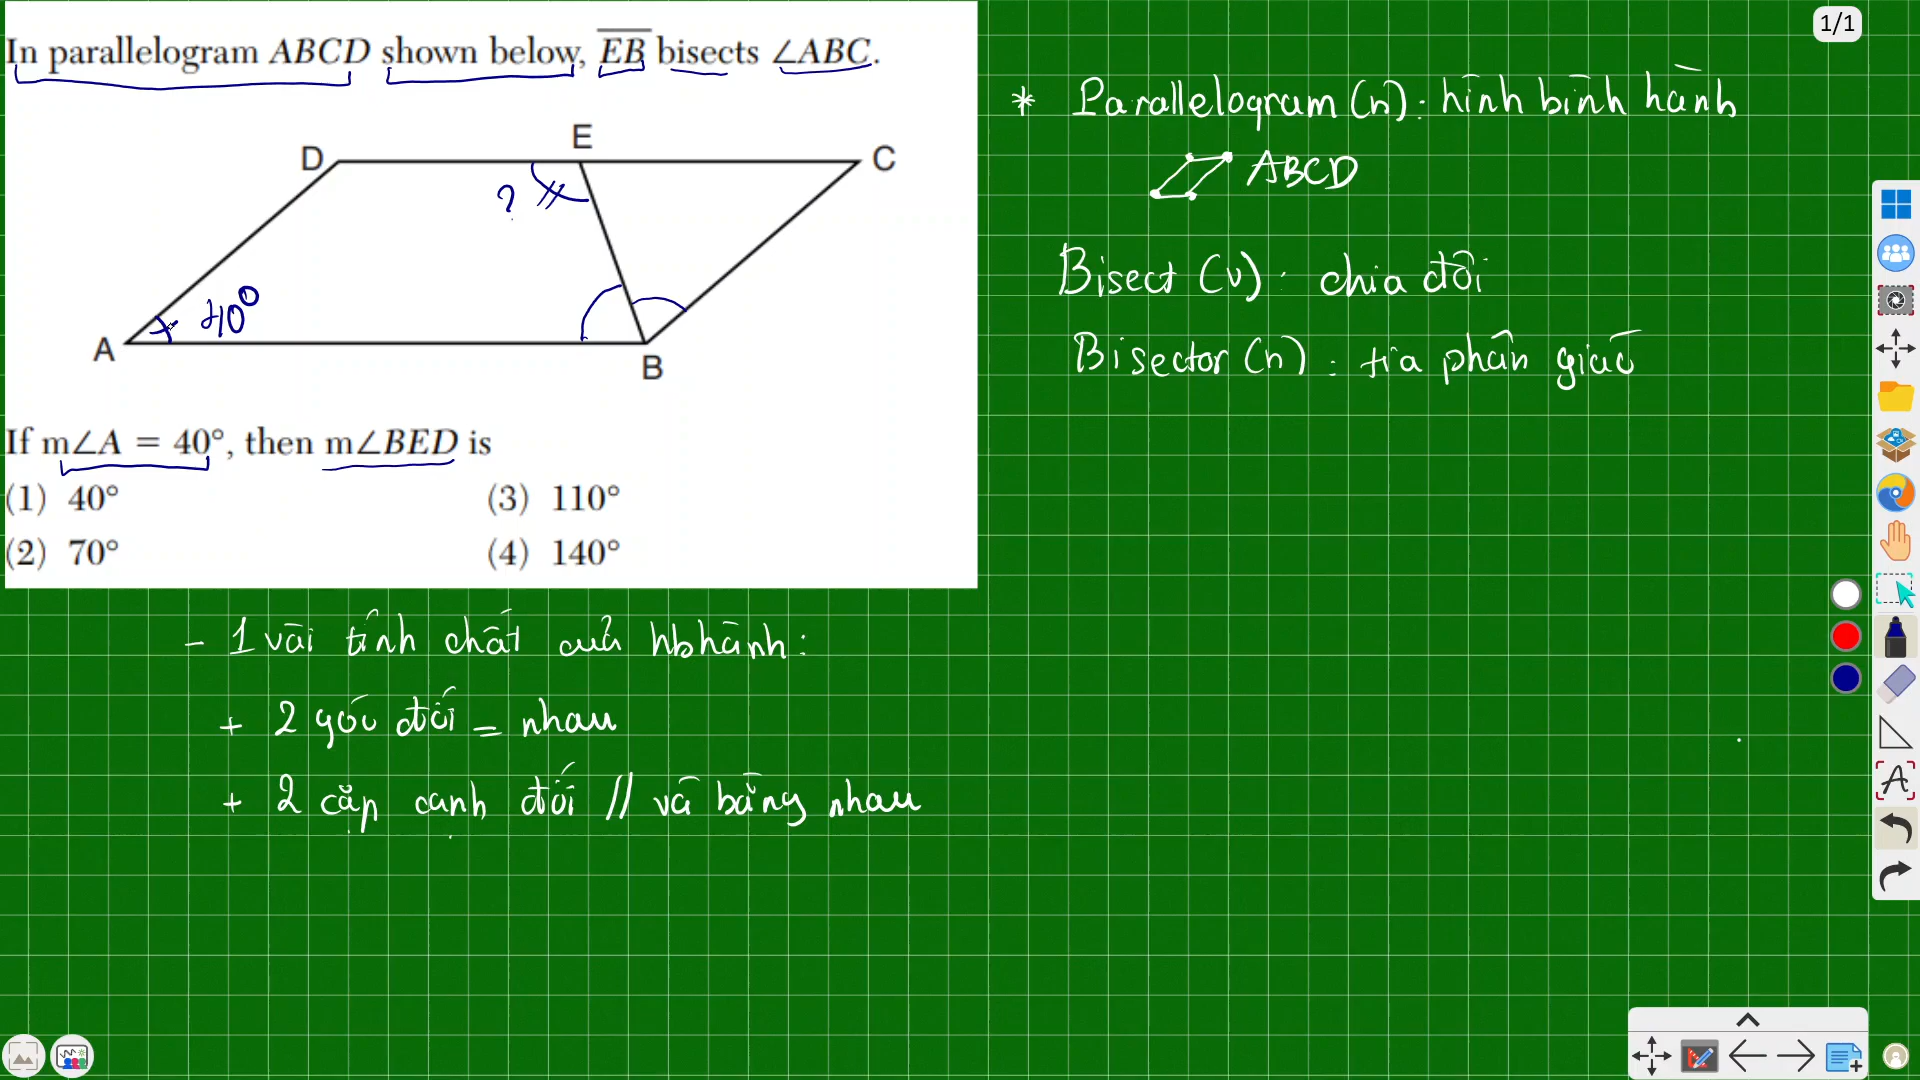 In parallelogram ABCD shown below, EB bisects ∠ABC.
D
E
C
?
40°
A
B
If m∠A = 40°, then m∠BED is
(1) 40°
(3) 110°
(2) 70°
(4) 140°
- 1 vài tính chất của hbhành:
+ 2 góc đối = nhau
+ 2 cặp cạnh đối // và bằng nhau
1/1
* Parallelogram (n): hình bình hành
ABCD
Bisect (v): chia đôi
Bisector (n): tia phân giác